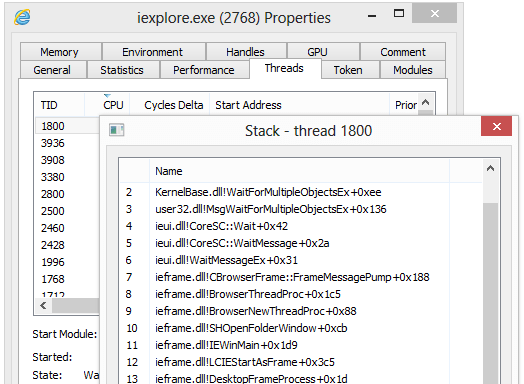 iexplore.exe (2768) Properties
Memory Environment Handles GPU Comment
General Statistics Performance Threads Token Modules
TID CPU Cycles Delta Start Address Prior
1800
3936
3908
3380
2800
2500
2460
2428
1996
1768
1712
Start Module:
Started:
State: Wa
Stack - thread 1800
Name
2 KernelBase.dll!WaitForMultipleObjectsEx+0xee
3 user32.dll!MsgWaitForMultipleObjectsEx+0x136
4 ieui.dll!CoreSC::Wait+0x42
5 ieui.dll!CoreSC::WaitMessage+0x2a
6 ieui.dll!WaitMessageEx+0x31
7 ieframe.dll!CBrowserFrame::FrameMessagePump+0x188
8 ieframe.dll!BrowserThreadProc+0x1c5
9 ieframe.dll!BrowserNewThreadProc+0x88
10 ieframe.dll!SHOpenFolderWindow+0xcb
11 ieframe.dll!IEWinMain+0x1d9
12 ieframe.dll!LCIEStartAsFrame+0x3c5
13 ieframe.dll!DesktopFrameProcess+0x1d